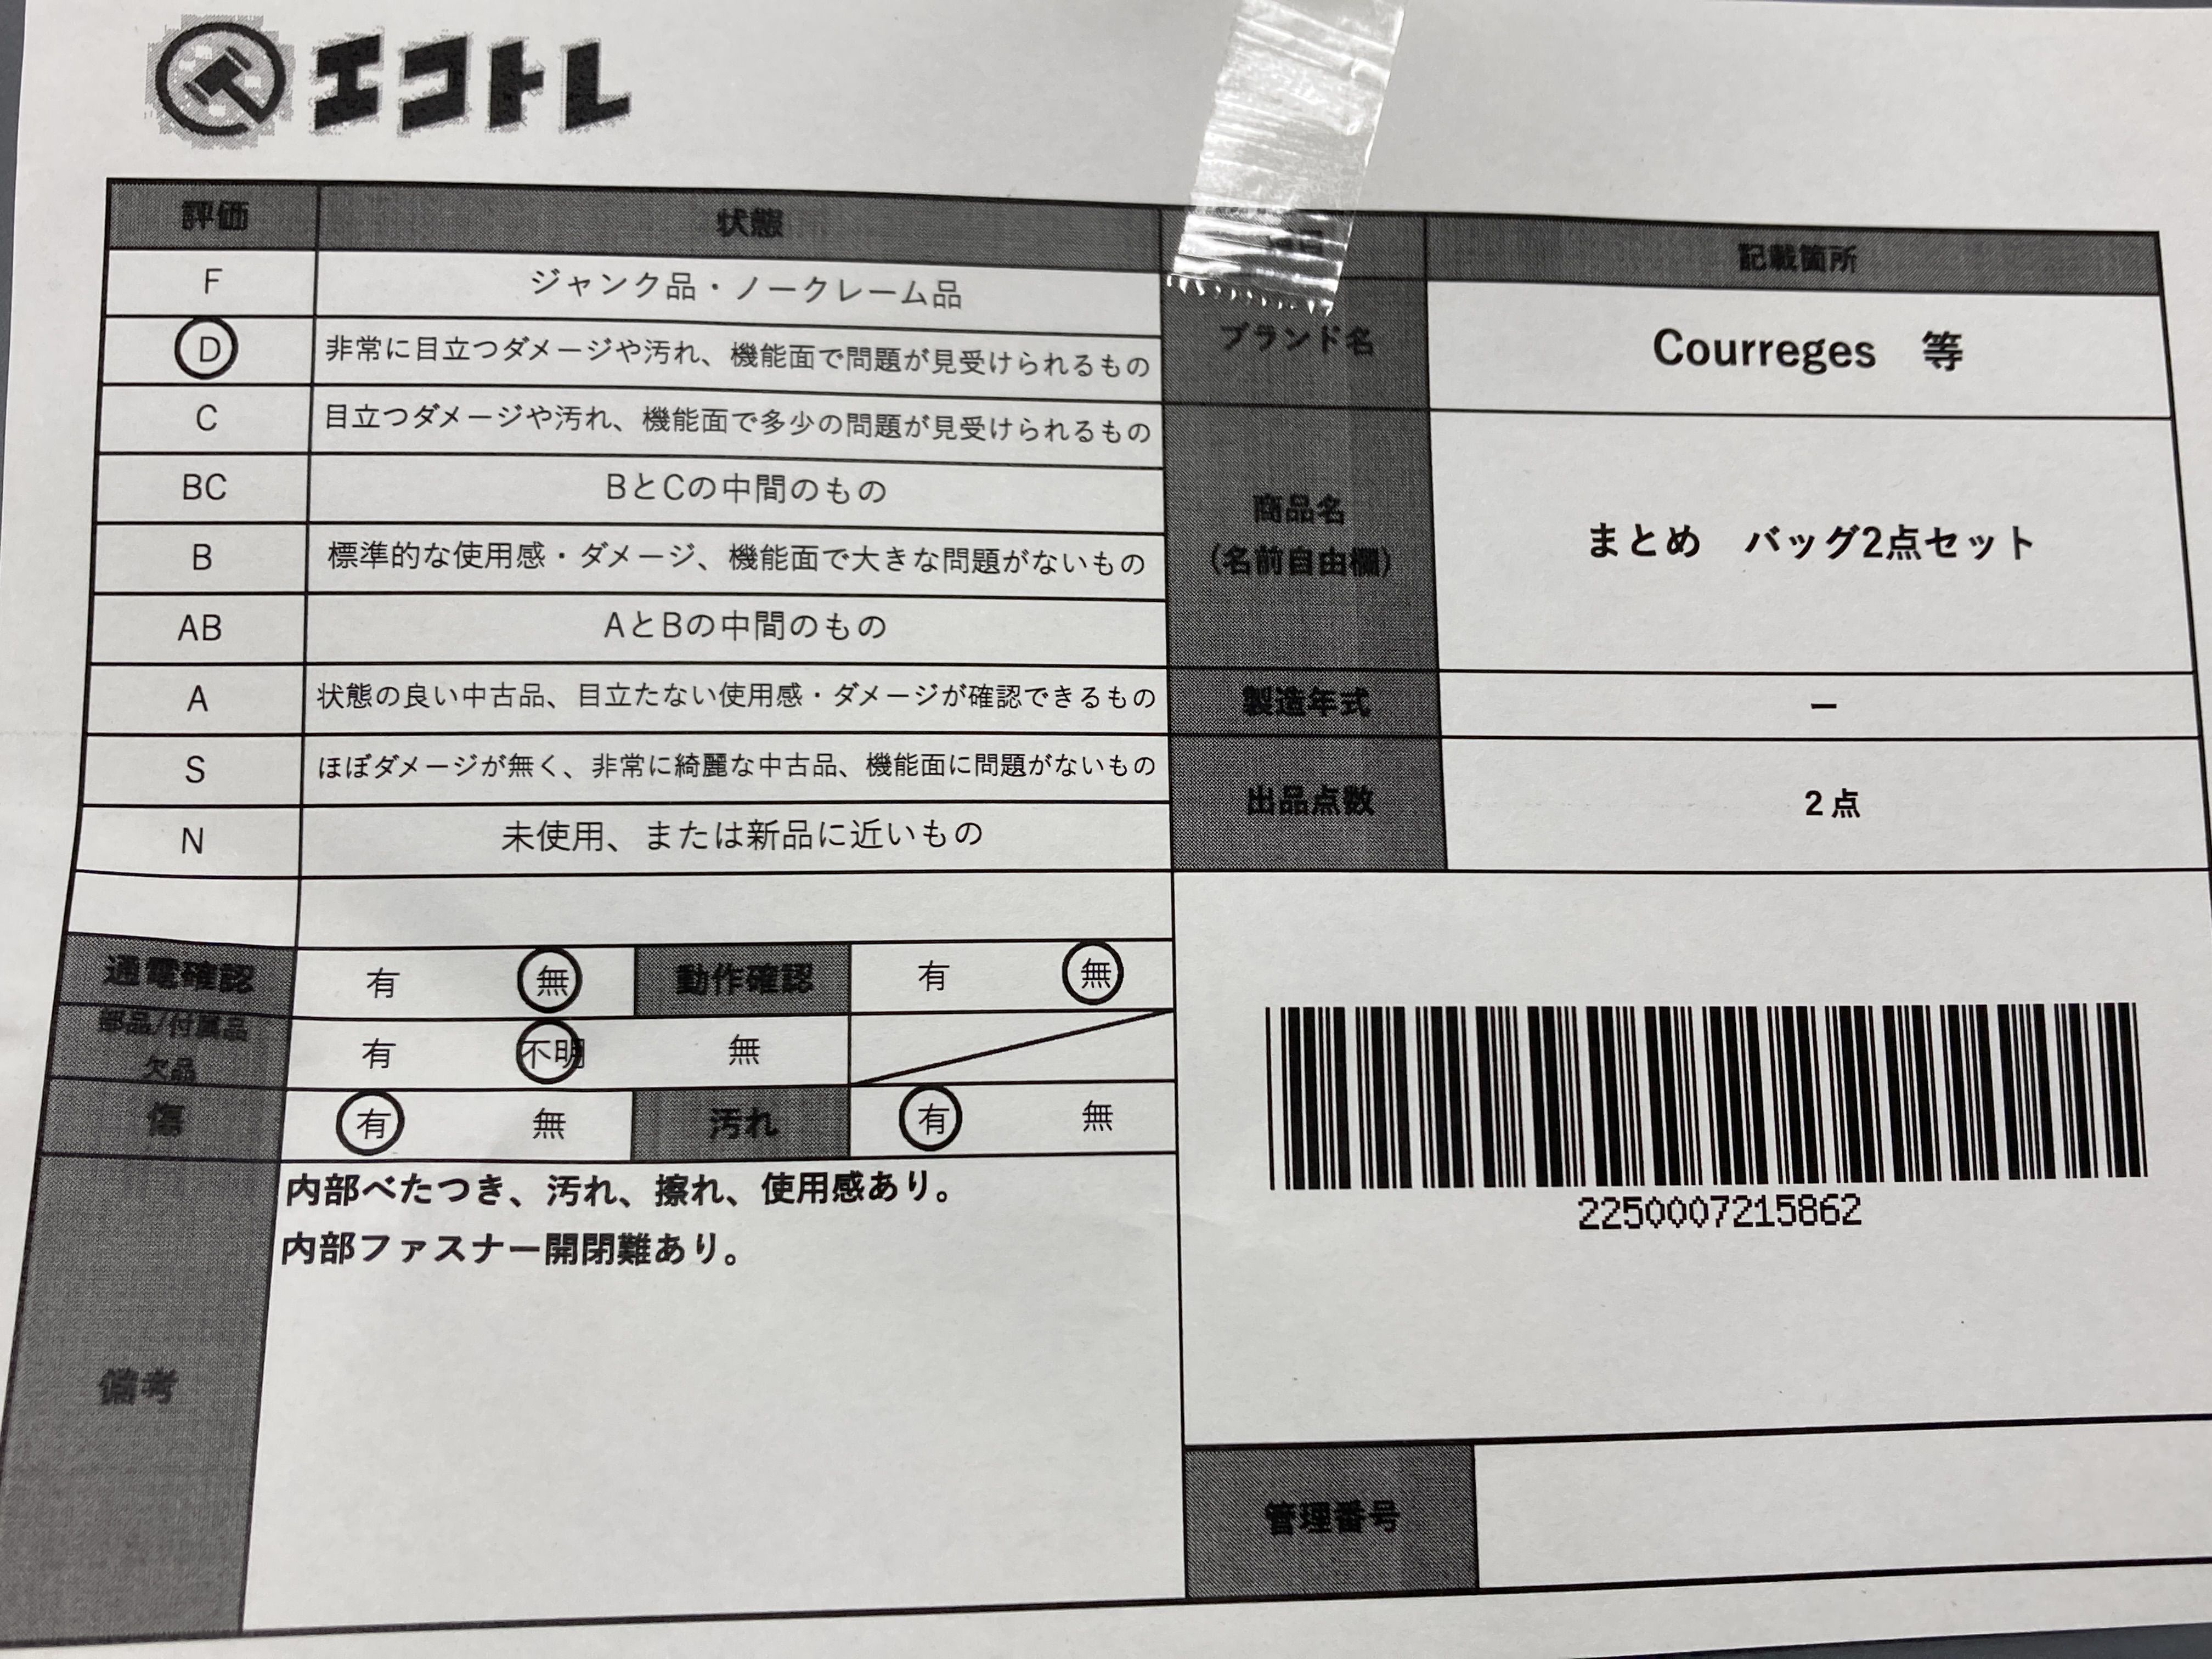 エコトレ
評価 状態
F ジャンク品・ノークレーム品
D 非常に目立つダメージや汚れ、機能面で問題が見受けられるもの
C 目立つダメージや汚れ、機能面で多少の問題が見受けられるもの
BC BとCの中間のもの
B 標準的な使用感・ダメージ、機能面で大きな問題がないもの
AB AとBの中間のもの
A 状態の良い中古品、目立たない使用感・ダメージが確認できるもの
S ほぼダメージが無く、非常に綺麗な中古品、機能面に問題がないもの
N 未使用、または新品に近いもの
通電確認 有 無 動作確認 有 無
部品/付属品
欠品
有 不明 無
傷 有 無 汚れ 有 無
備考
内部べたつき、汚れ、擦れ、使用感あり。
内部ファスナー開閉難あり。
記載箇所
ブランド名 Courreges 等
商品名
(名前自由欄)
まとめ バッグ2点セット
製造年式 ー
出品点数 2点
2250007215862
管理番号